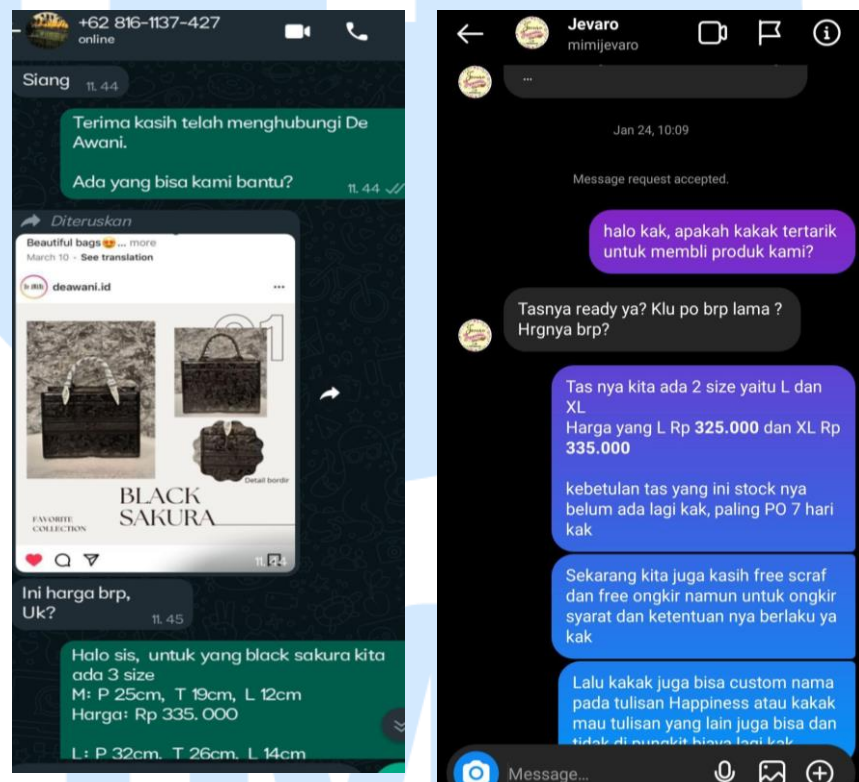 +62 816-1137-427
online
Siang 11.44
Terima kasih telah menghubungi De
Awani.
Ada yang bisa kami bantu? 11.44
Diteruskan
Beautiful bags😍... more
March 10 - See translation
deawani.id
01
Detail bordir
BLACK
SAKURA
FAVORITE
COLLECTION
Ini harga brp,
Uk? 11.45
Halo sis, untuk yang black sakura kita
ada 3 size
M: P 25cm, T 19cm, L 12cm
Harga: Rp 335. 000
L: P 32cm. T 26cm. L 14cm
Jevaro
mimijevaro
...
Jan 24, 10:09
Message request accepted.
halo kak, apakah kakak tertarik
untuk membli produk kami?
Tasnya ready ya? Klu po brp lama ?
Hrgnya brp?
Tas nya kita ada 2 size yaitu L dan
XL
Harga yang L Rp 325.000 dan XL Rp
335.000
kebetulan tas yang ini stock nya
belum ada lagi kak, paling PO 7 hari
kak
Sekarang kita juga kasih free scraf
dan free ongkir namun untuk ongkir
syarat dan ketentuan nya berlaku ya
kak
Lalu kakak juga bisa custom nama
pada tulisan Happiness atau kakak
mau tulisan yang lain juga bisa dan
tidak di pungkit biaya lagi kak
Message...